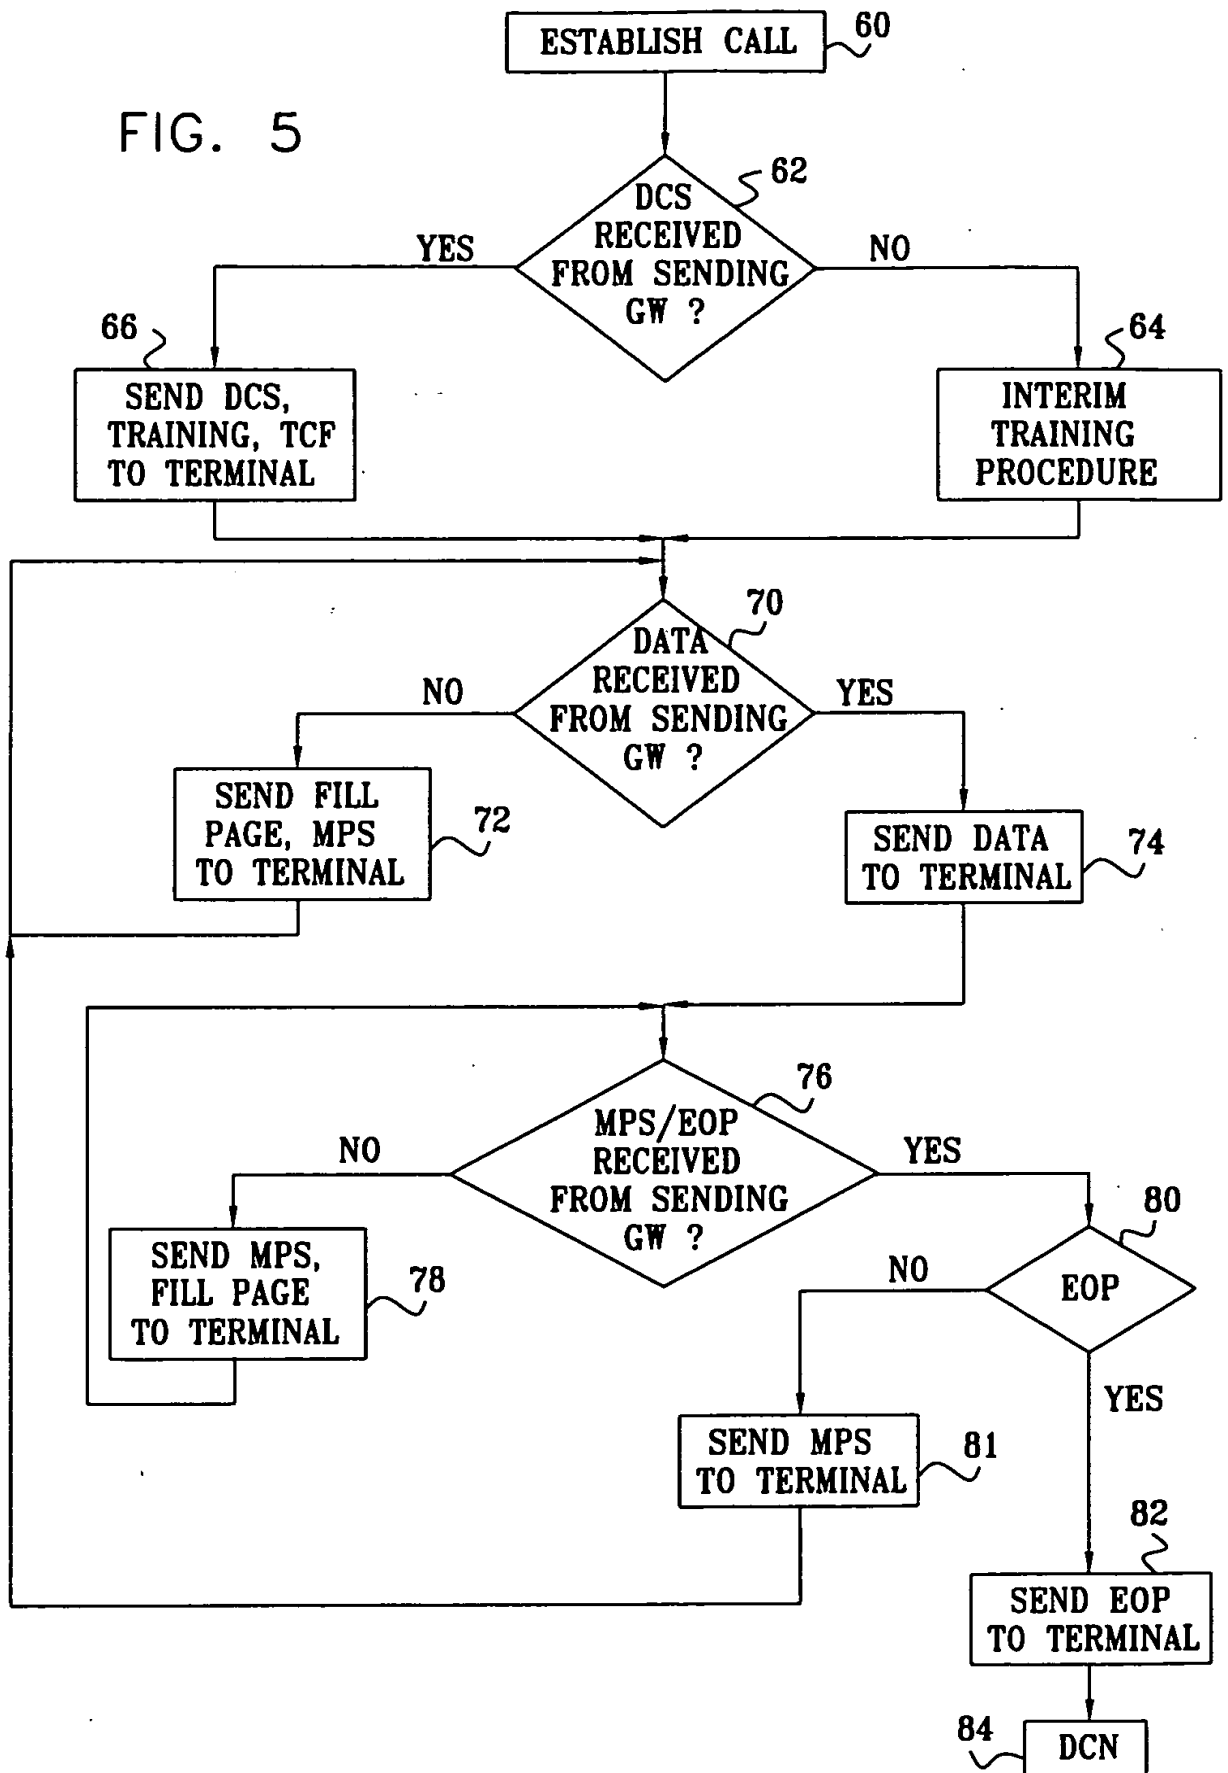 ESTABLISH CALL
60
FIG. 5
62
DCS
RECEIVED
FROM SENDING
GW ?
YES
NO
66
64
SEND DCS,
TRAINING, TCF
TO TERMINAL
INTERIM
TRAINING
PROCEDURE
70
DATA
RECEIVED
FROM SENDING
GW ?
NO
YES
SEND FILL
PAGE, MPS
TO TERMINAL
72
SEND DATA
TO TERMINAL
74
76
MPS/EOP
RECEIVED
FROM SENDING
GW ?
NO
YES
80
SEND MPS,
FILL PAGE
TO TERMINAL
78
NO
EOP
YES
SEND MPS
TO TERMINAL
81
82
SEND EOP
TO TERMINAL
84
DCN